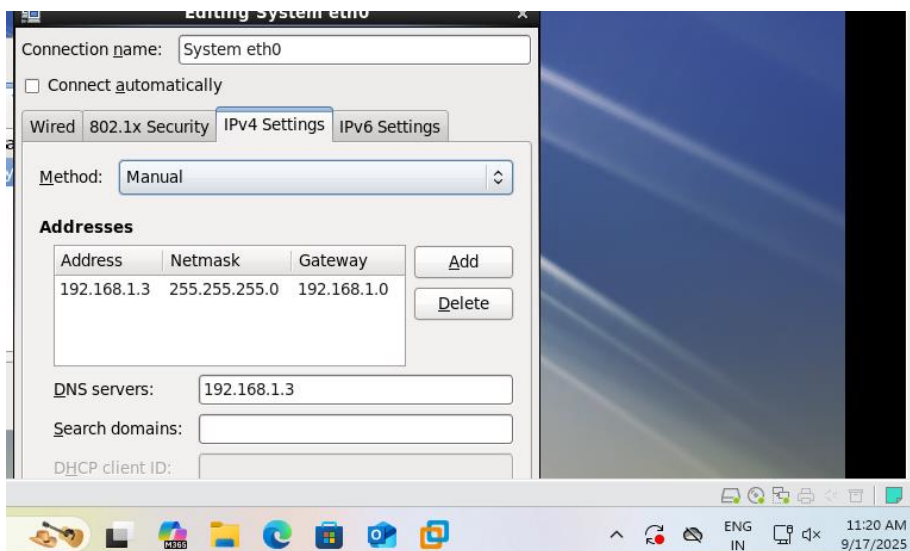 Editing System eth0
Connection name: System eth0
Connect automatically
Wired 802.1x Security IPv4 Settings IPv6 Settings
Method: Manual
Addresses
Address Netmask Gateway Add
192.168.1.3 255.255.255.0 192.168.1.0
Delete
DNS servers: 192.168.1.3
Search domains:
DHCP client ID:
M365
ENG 11:20 AM
IN 9/17/2025